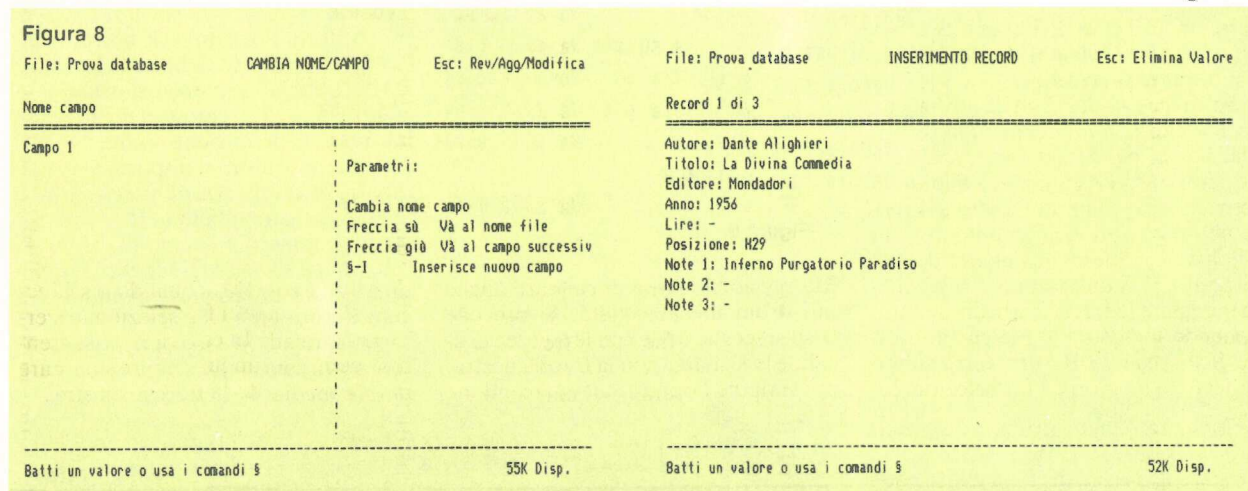 Figura 8
File: Prova database CAMBIA NOME/CAMPO Esc: Rev/Agg/Modifica
Nome campo
Campo 1
! Parametri:
! Cambia nome campo
! Freccia sù Và al nome file
! Freccia giù Và al campo successiv
! §-I Inserisce nuovo campo
Batti un valore o usa i comandi § 55K Disp.
File: Prova database INSERIMENTO RECORD Esc: Elimina Valore
Record 1 di 3
Autore: Dante Alighieri
Titolo: La Divina Commedia
Editore: Mondadori
Anno: 1956
Lire: -
Posizione: H29
Note 1: Inferno Purgatorio Paradiso
Note 2: -
Note 3: -
Batti un valore o usa i comandi § 52K Disp.